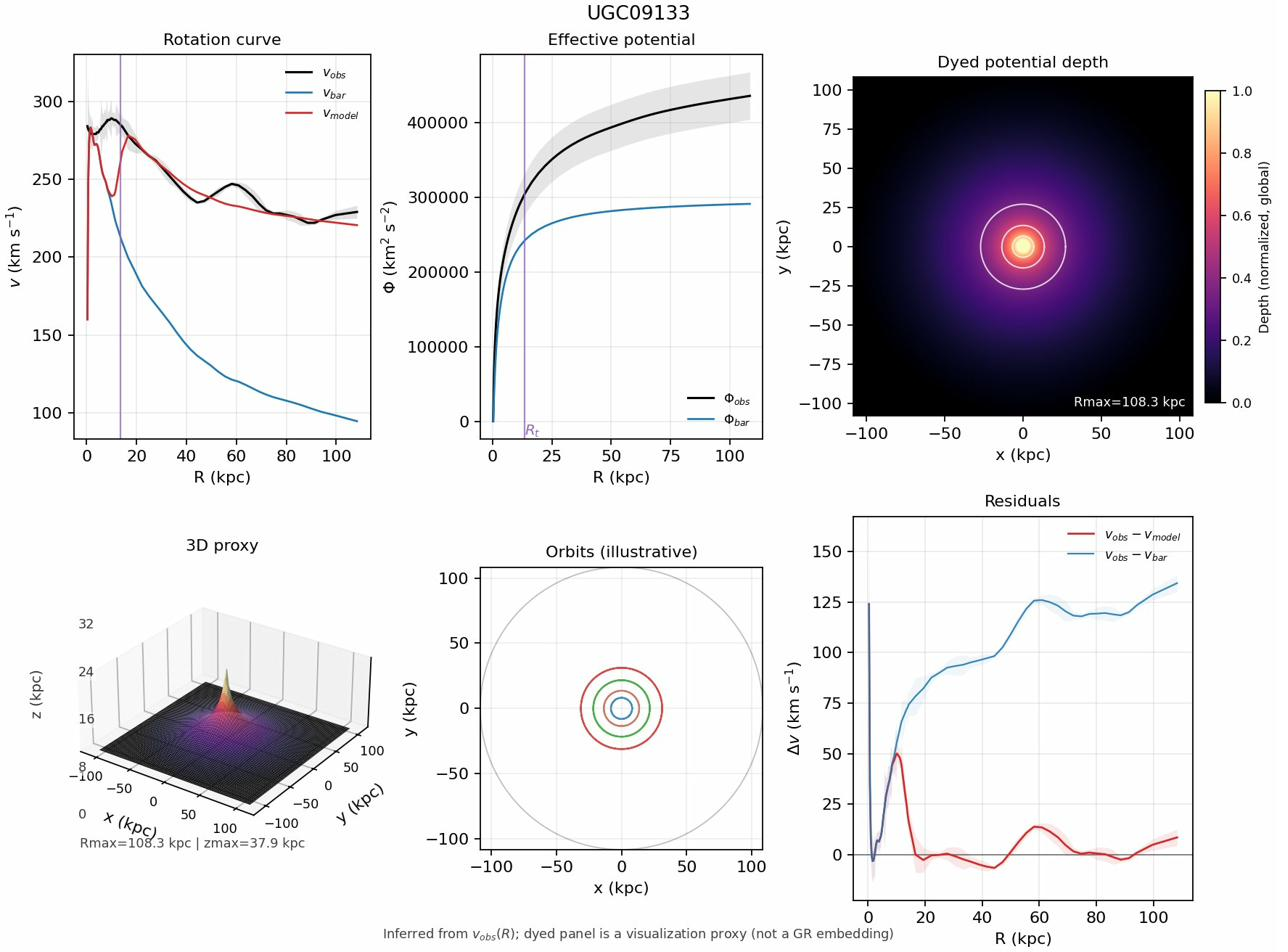 UGC09133
Rotation curve
v_obs
v_bar
v_model
300
250
200
150
100
v (km s⁻¹)
0 20 40 60 80 100
R (kpc)
Effective potential
400000
300000
200000
100000
0
Φ (km² s⁻²)
R_t
Φ_obs
Φ_bar
0 25 50 75 100
R (kpc)
Dyed potential depth
100
75
50
25
0
−25
−50
−75
−100
y (kpc)
Rmax=108.3 kpc
−100 −50 0 50 100
x (kpc)
1.0
0.8
0.6
0.4
0.2
0.0
Depth (normalized, global)
3D proxy
32
24
16
8
0
z (kpc)
−100 −50 0 50 100
x (kpc)
−100 −50 0 50 100
y (kpc)
Rmax=108.3 kpc | zmax=37.9 kpc
Orbits (illustrative)
100
50
0
−50
−100
y (kpc)
−100 −50 0 50 100
x (kpc)
Residuals
v_obs − v_model
v_obs − v_bar
150
125
100
75
50
25
0
Δv (km s⁻¹)
0 20 40 60 80 100
R (kpc)
Inferred from v_obs(R); dyed panel is a visualization proxy (not a GR embedding)